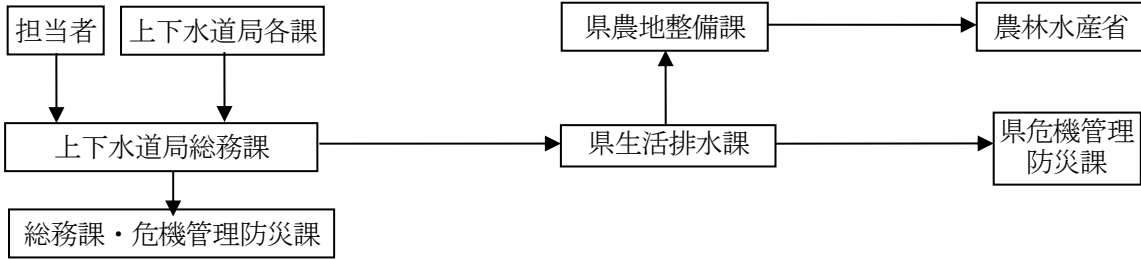 担当者
上下水道局各課
県農地整備課
農林水産省
上下水道局総務課
県生活排水課
県危機管理
防災課
総務課・危機管理防災課